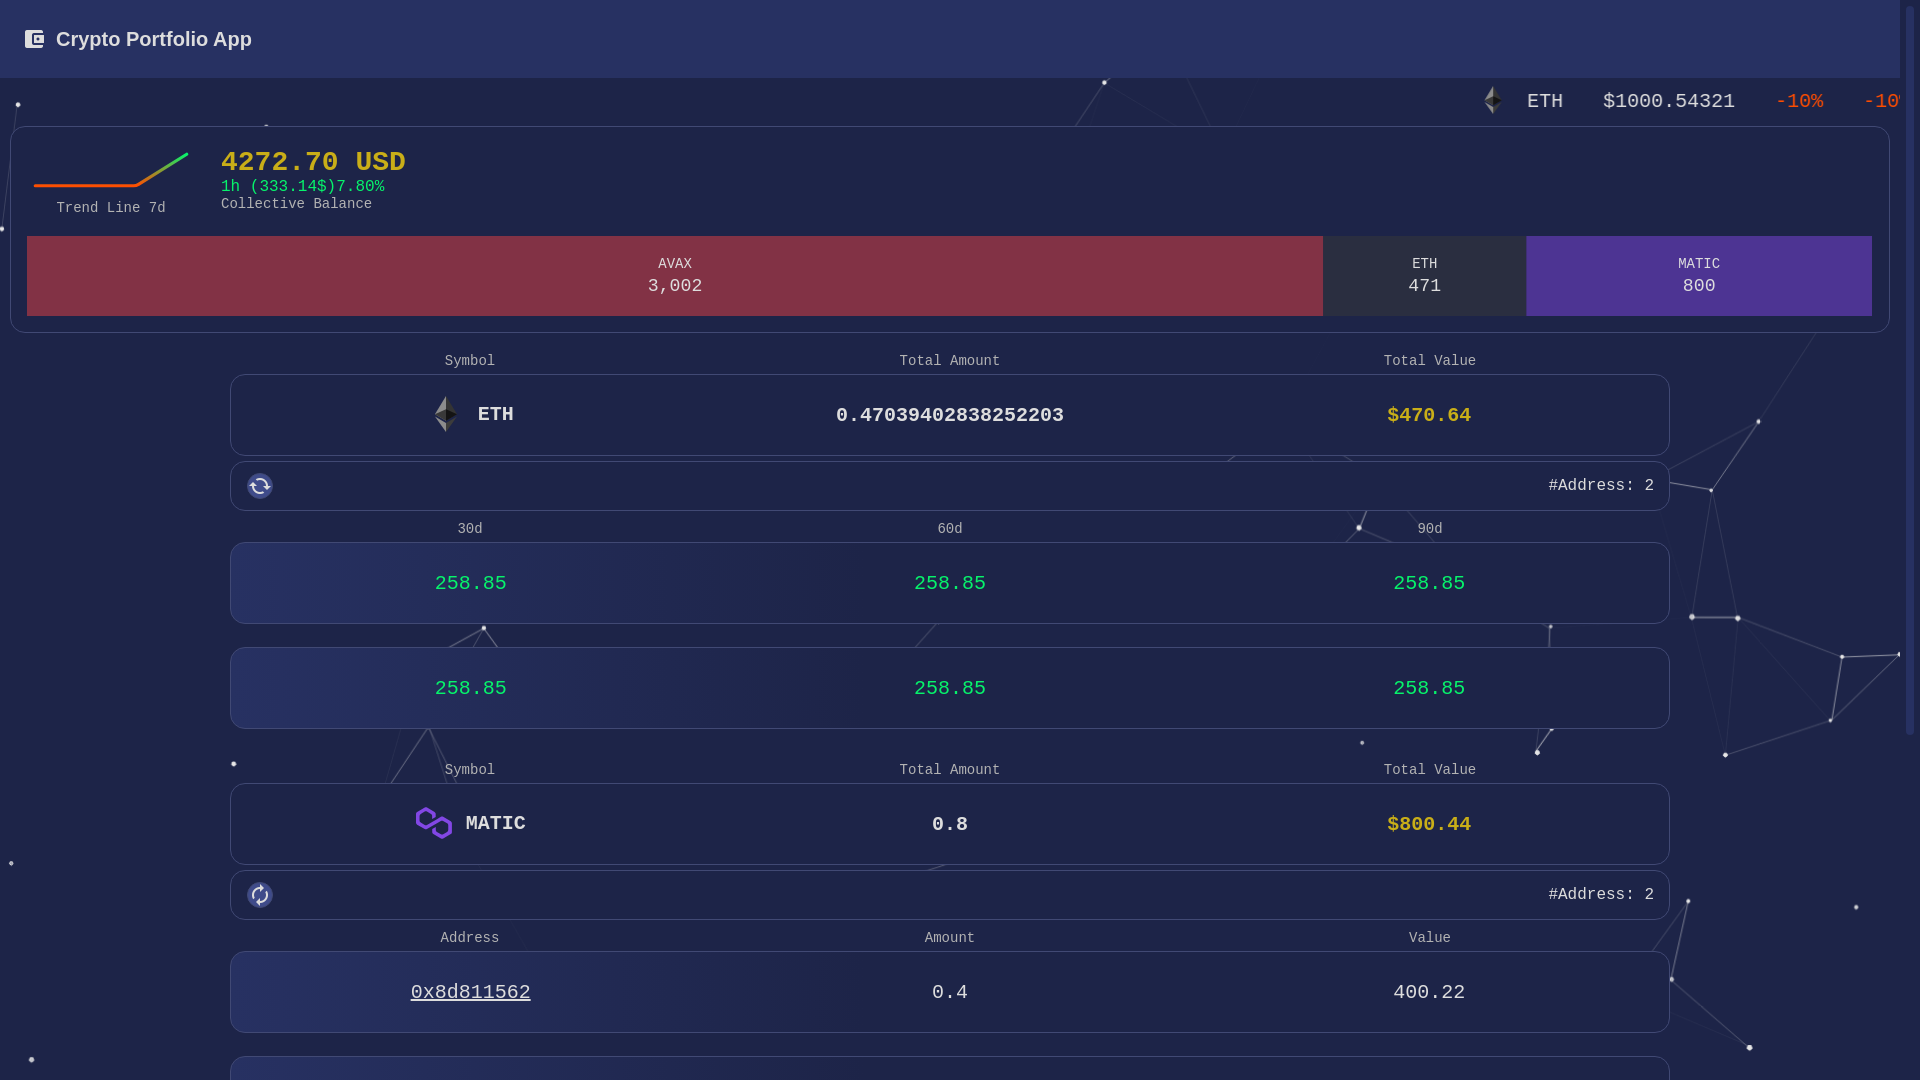 Crypto Portfolio App
ETH $1000.54321 -10% -10%
4272.70 USD
1h (333.14$)7.80%
Collective Balance
Trend Line 7d
AVAX
3,002
ETH
471
MATIC
800
Symbol Total Amount Total Value
ETH 0.47039402838252203 $470.64
#Address: 2
30d 60d 90d
258.85 258.85 258.85
258.85 258.85 258.85
Symbol Total Amount Total Value
MATIC 0.8 $800.44
#Address: 2
Address Amount Value
0x8d811562 0.4 400.22